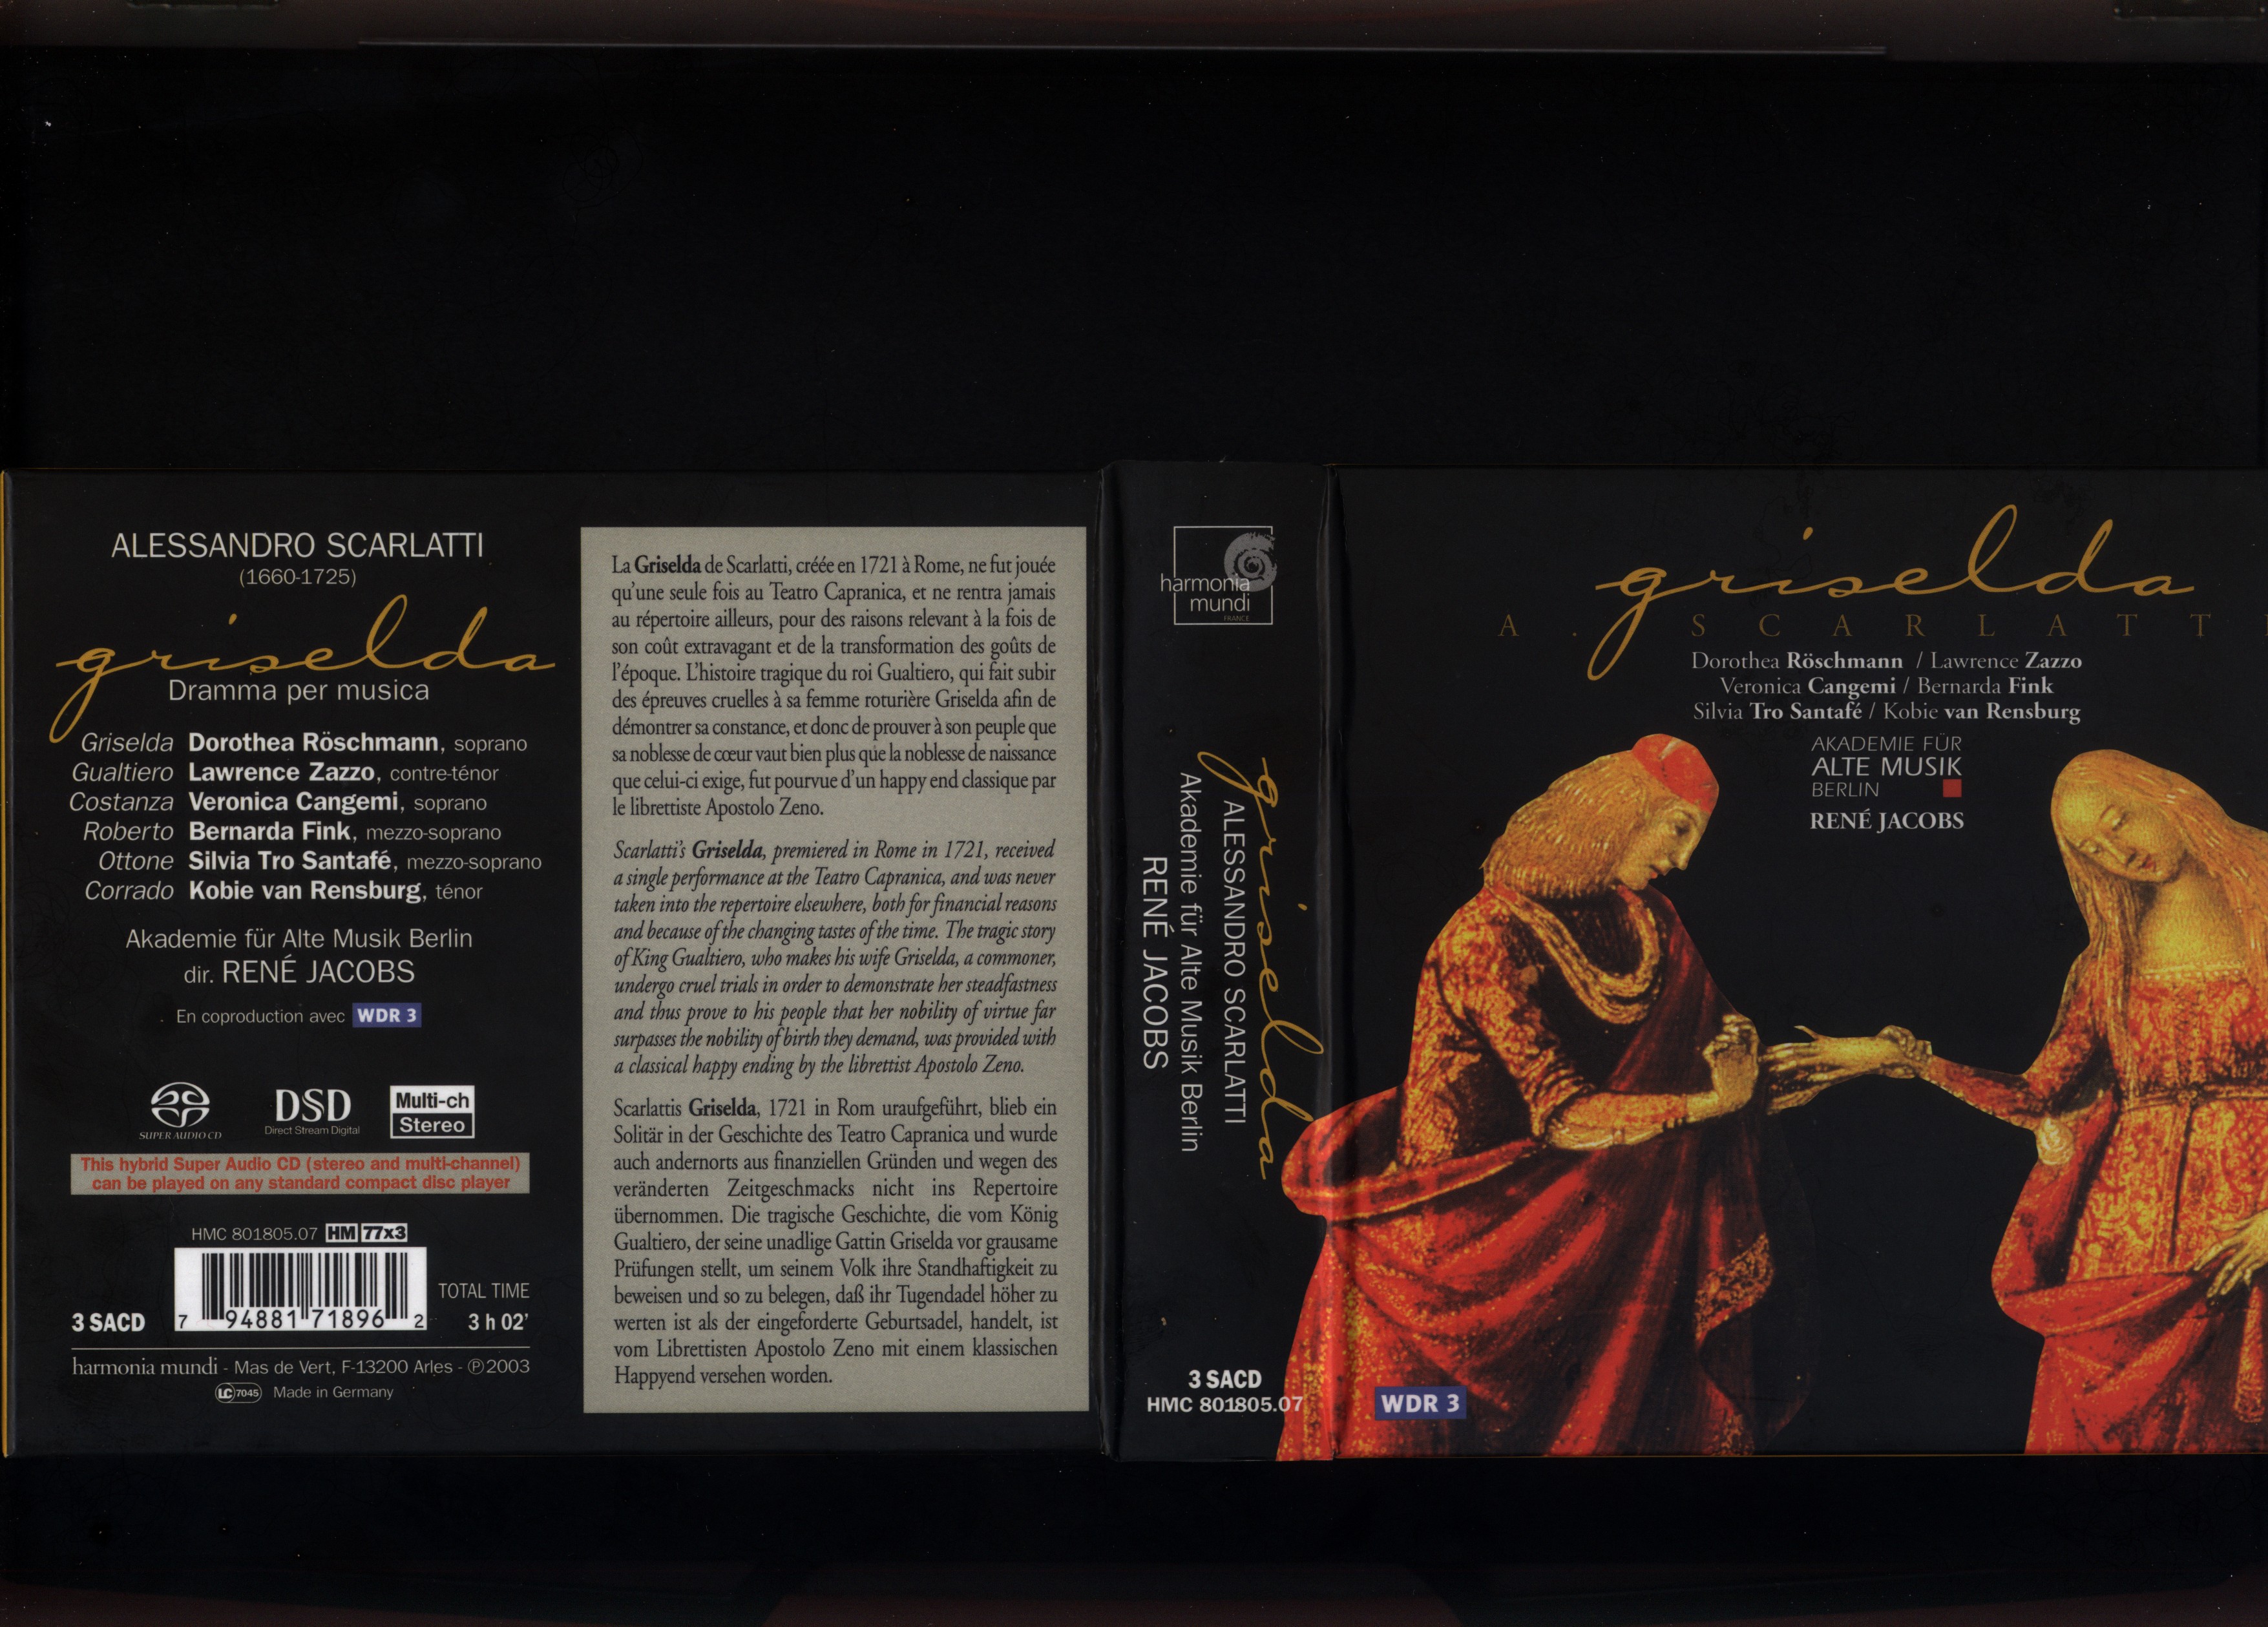 ALESSANDRO SCARLATTI
(1660-1725)
griselda
Dramma per musica
Griselda Dorothea Röschmann, soprano
Gualtiero Lawrence Zazzo, contre-ténor
Costanza Veronica Cangemi, soprano
Roberto Bernarda Fink, mezzo-soprano
Ottone Silvia Tro Santafé, mezzo-soprano
Corrado Kobie van Rensburg, ténor
Akademie für Alte Musik Berlin
dir. RENÉ JACOBS
En coproduction avec WDR 3
SUPER AUDIO CD
DSD
Direct Stream Digital
Multi-ch
Stereo
This hybrid Super Audio CD (stereo and multi-channel)
can be played on any standard compact disc player
HMC 801805.07 HM 77x3
3 SACD
7 94881 71896 2
TOTAL TIME
3 h 02'
harmonia mundi - Mas de Vert, F-13200 Arles - ℗2003
LC 7045 Made in Germany
La Griselda de Scarlatti, créée en 1721 à Rome, ne fut jouée
qu'une seule fois au Teatro Capranica, et ne rentra jamais
au répertoire ailleurs, pour des raisons relevant à la fois de
son coût extravagant et de la transformation des goûts de
l'époque. L'histoire tragique du roi Gualtiero, qui fait subir
des épreuves cruelles à sa femme roturière Griselda afin de
démontrer sa constance, et donc de prouver à son peuple que
sa noblesse de cœur vaut bien plus que la noblesse de naissance
que celui-ci exige, fut pourvue d'un happy end classique par
le librettiste Apostolo Zeno.
Scarlatti's Griselda, premiered in Rome in 1721, received
a single performance at the Teatro Capranica, and was never
taken into the repertoire elsewhere, both for financial reasons
and because of the changing tastes of the time. The tragic story
of King Gualtiero, who makes his wife Griselda, a commoner,
undergo cruel trials in order to demonstrate her steadfastness
and thus prove to his people that her nobility of virtue far
surpasses the nobility of birth they demand, was provided with
a classical happy ending by the librettist Apostolo Zeno.
Scarlattis Griselda, 1721 in Rom uraufgeführt, blieb ein
Solitär in der Geschichte des Teatro Capranica und wurde
auch andernorts aus finanziellen Gründen und wegen des
veränderten Zeitgeschmacks nicht ins Repertoire
übernommen. Die tragische Geschichte, die vom König
Gualtiero, der seine unadlige Gattin Griselda vor grausame
Prüfungen stellt, um seinem Volk ihre Standhaftigkeit zu
beweisen und so zu belegen, daß ihr Tugendadel höher zu
werten ist als der eingeforderte Geburtsadel, handelt, ist
vom Librettisten Apostolo Zeno mit einem klassischen
Happyend versehen worden.
harmonia
mundi
FRANCE
griselda
ALESSANDRO SCARLATTI
Akademie für Alte Musik Berlin
RENÉ JACOBS
3 SACD
HMC 801805.07
griselda
A. SCARLATTI
Dorothea Röschmann / Lawrence Zazzo
Veronica Cangemi / Bernarda Fink
Silvia Tro Santafé / Kobie van Rensburg
AKADEMIE FÜR
ALTE MUSIK
BERLIN
RENÉ JACOBS
WDR 3